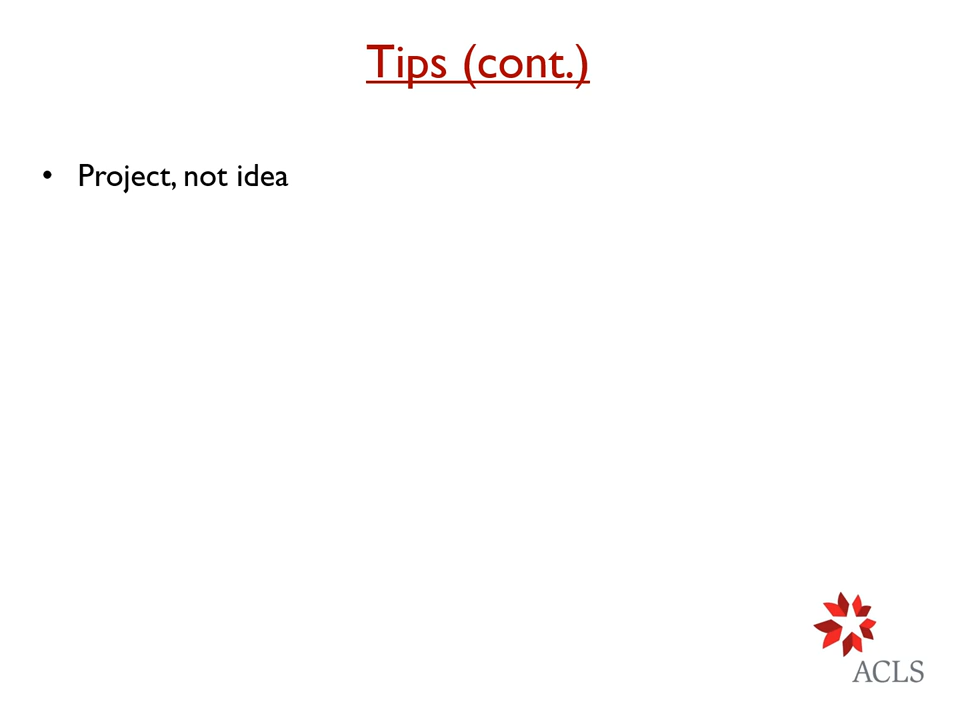 Tips (cont.)
• Project, not idea
ACLS